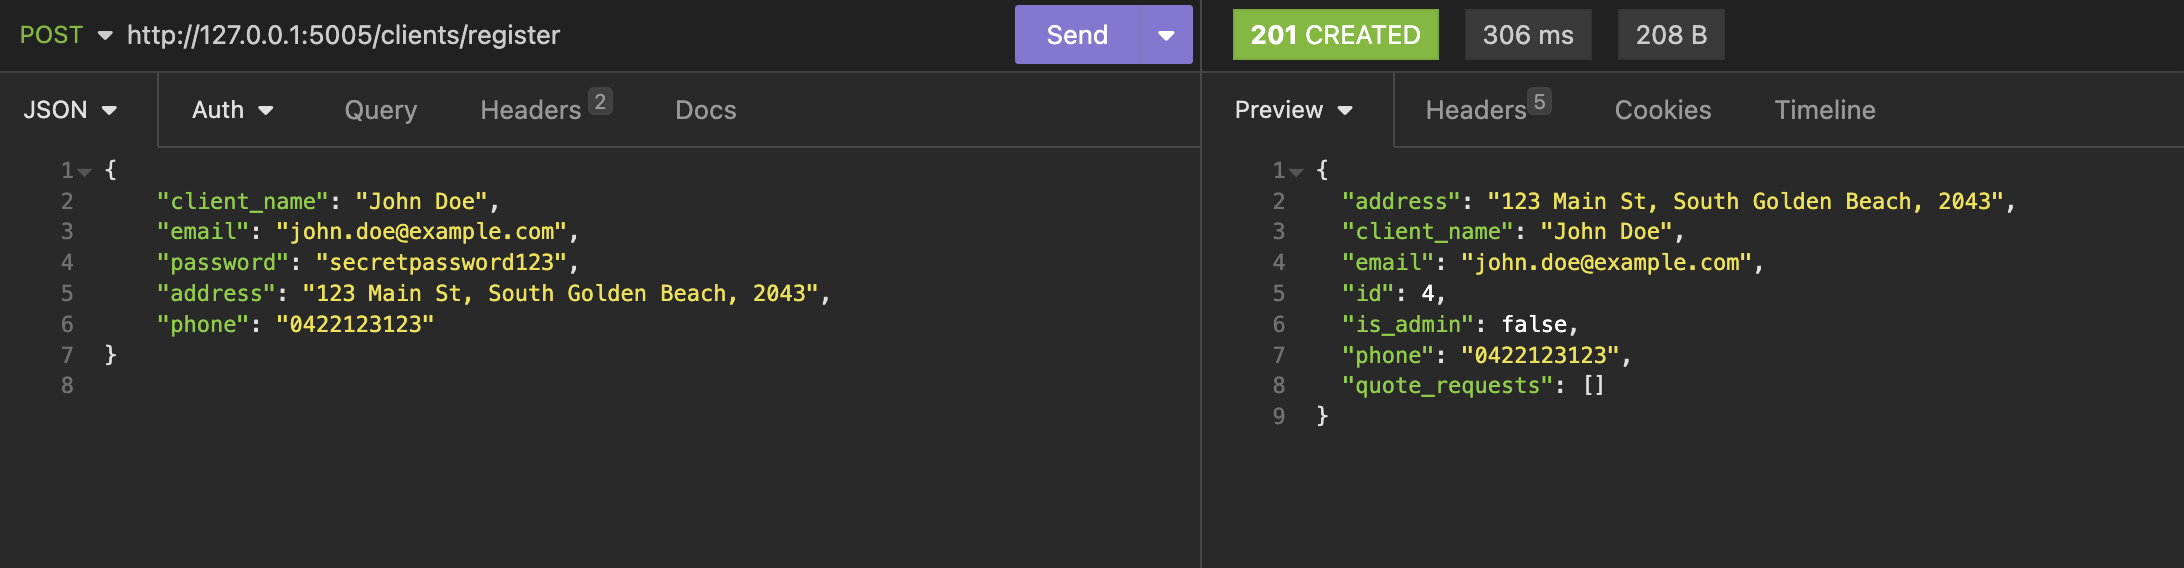 POST http://127.0.0.1:5005/clients/register Send
JSON Auth Query Headers 2 Docs
1 {
2 "client_name": "John Doe",
3 "email": "john.doe@example.com",
4 "password": "secretpassword123",
5 "address": "123 Main St, South Golden Beach, 2043",
6 "phone": "0422123123"
7 }
8
201 CREATED 306 ms 208 B
Preview Headers 5 Cookies Timeline
1 {
2 "address": "123 Main St, South Golden Beach, 2043",
3 "client_name": "John Doe",
4 "email": "john.doe@example.com",
5 "id": 4,
6 "is_admin": false,
7 "phone": "0422123123",
8 "quote_requests": []
9 }